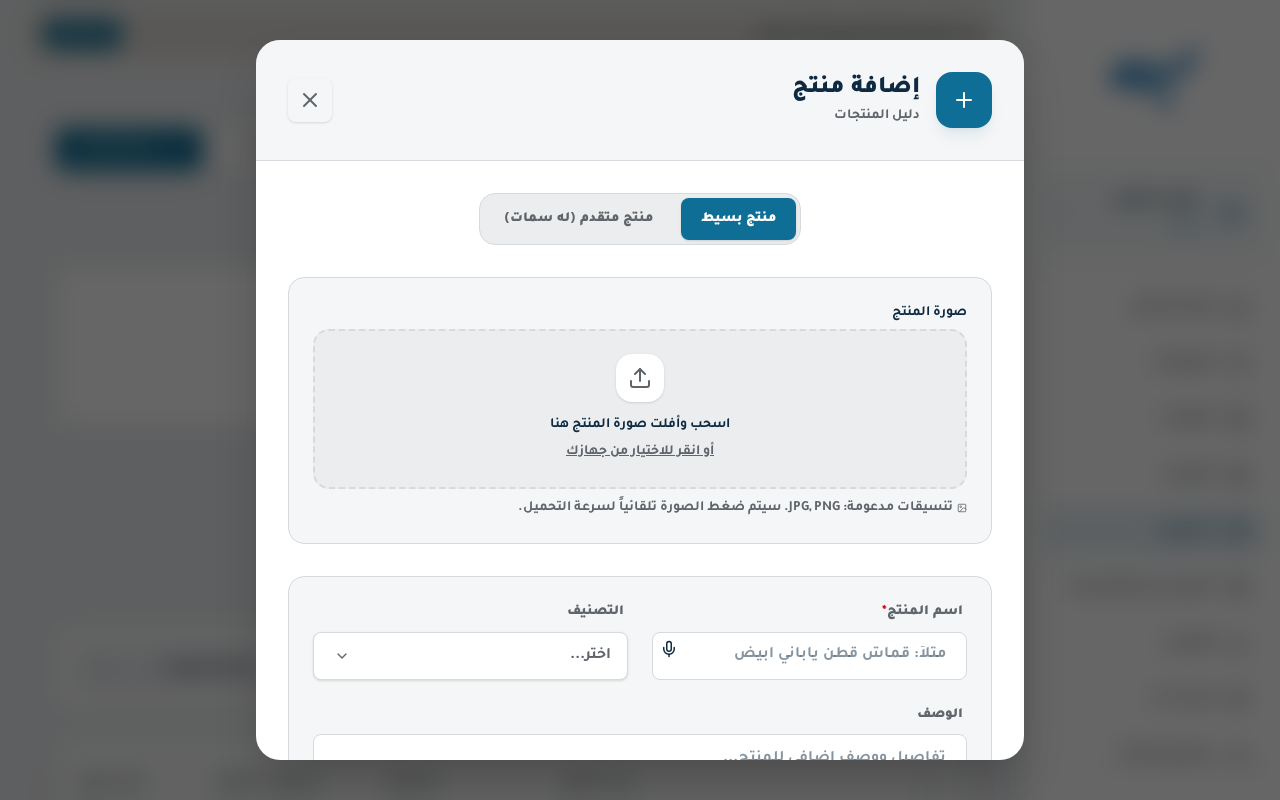 إضافة منتج
دليل المنتجات
منتج بسيط
منتج متقدم (له سمات)
صورة المنتج
اسحب وأفلت صورة المنتج هنا
أو انقر للاختيار من جهازك
تنسيقات مدعومة: JPG, PNG. سيتم ضغط الصورة تلقائياً لسرعة التحميل.
اسم المنتج*
التصنيف
مثلاً: قماش قطن ياباني ابيض
اختر...
الوصف
تفاصيل ووصف إضافي للمنتج...